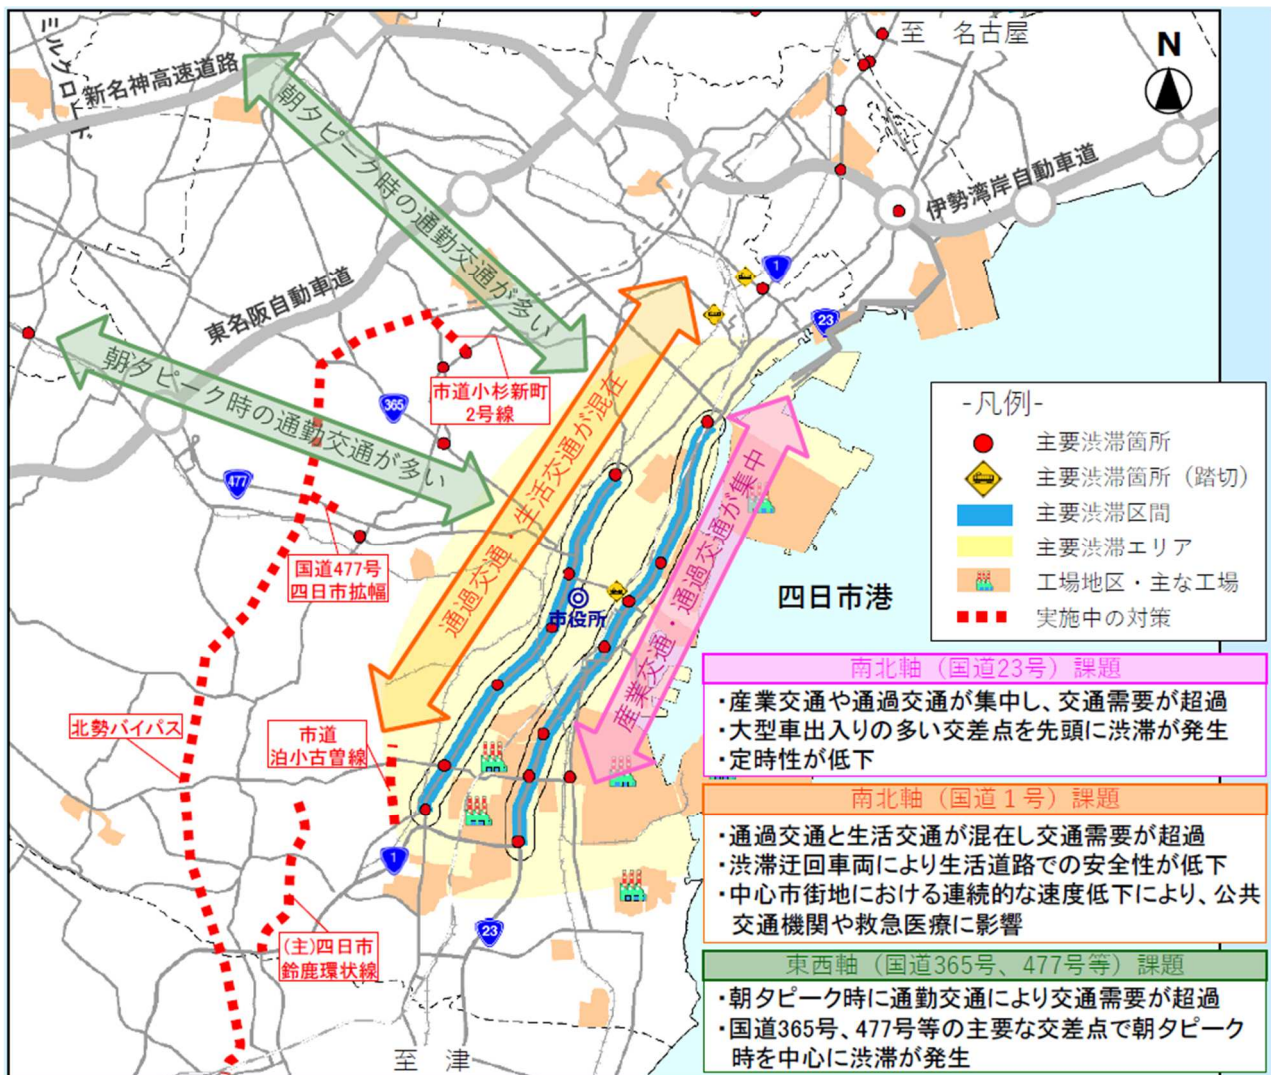 至 名古屋
N
ミルクロード
新名神高速道路
朝夕ピーク時の通勤交通が多い
伊勢湾岸自動車道
東名阪自動車道
1
23
朝夕ピーク時の通勤交通が多い
365
市道小杉新町
2号線
通過交通・生活交通が混在
477
国道477号
四日市拡幅
市役所
産業交通・通過交通が集中
四日市港
-凡例-
主要渋滞箇所
主要渋滞箇所（踏切）
主要渋滞区間
主要渋滞エリア
工場地区・主な工場
実施中の対策
北勢バイパス
市道
泊小古曽線
1
23
(主)四日市
鈴鹿環状線
至 津
南北軸（国道23号）課題
・産業交通や通過交通が集中し、交通需要が超過
・大型車出入りの多い交差点を先頭に渋滞が発生
・定時性が低下
南北軸（国道１号）課題
・通過交通と生活交通が混在し交通需要が超過
・渋滞迂回車両により生活道路での安全性が低下
・中心市街地における連続的な速度低下により、公共
交通機関や救急医療に影響
東西軸（国道365号、477号等）課題
・朝夕ピーク時に通勤交通により交通需要が超過
・国道365号、477号等の主要な交差点で朝夕ピーク
時を中心に渋滞が発生